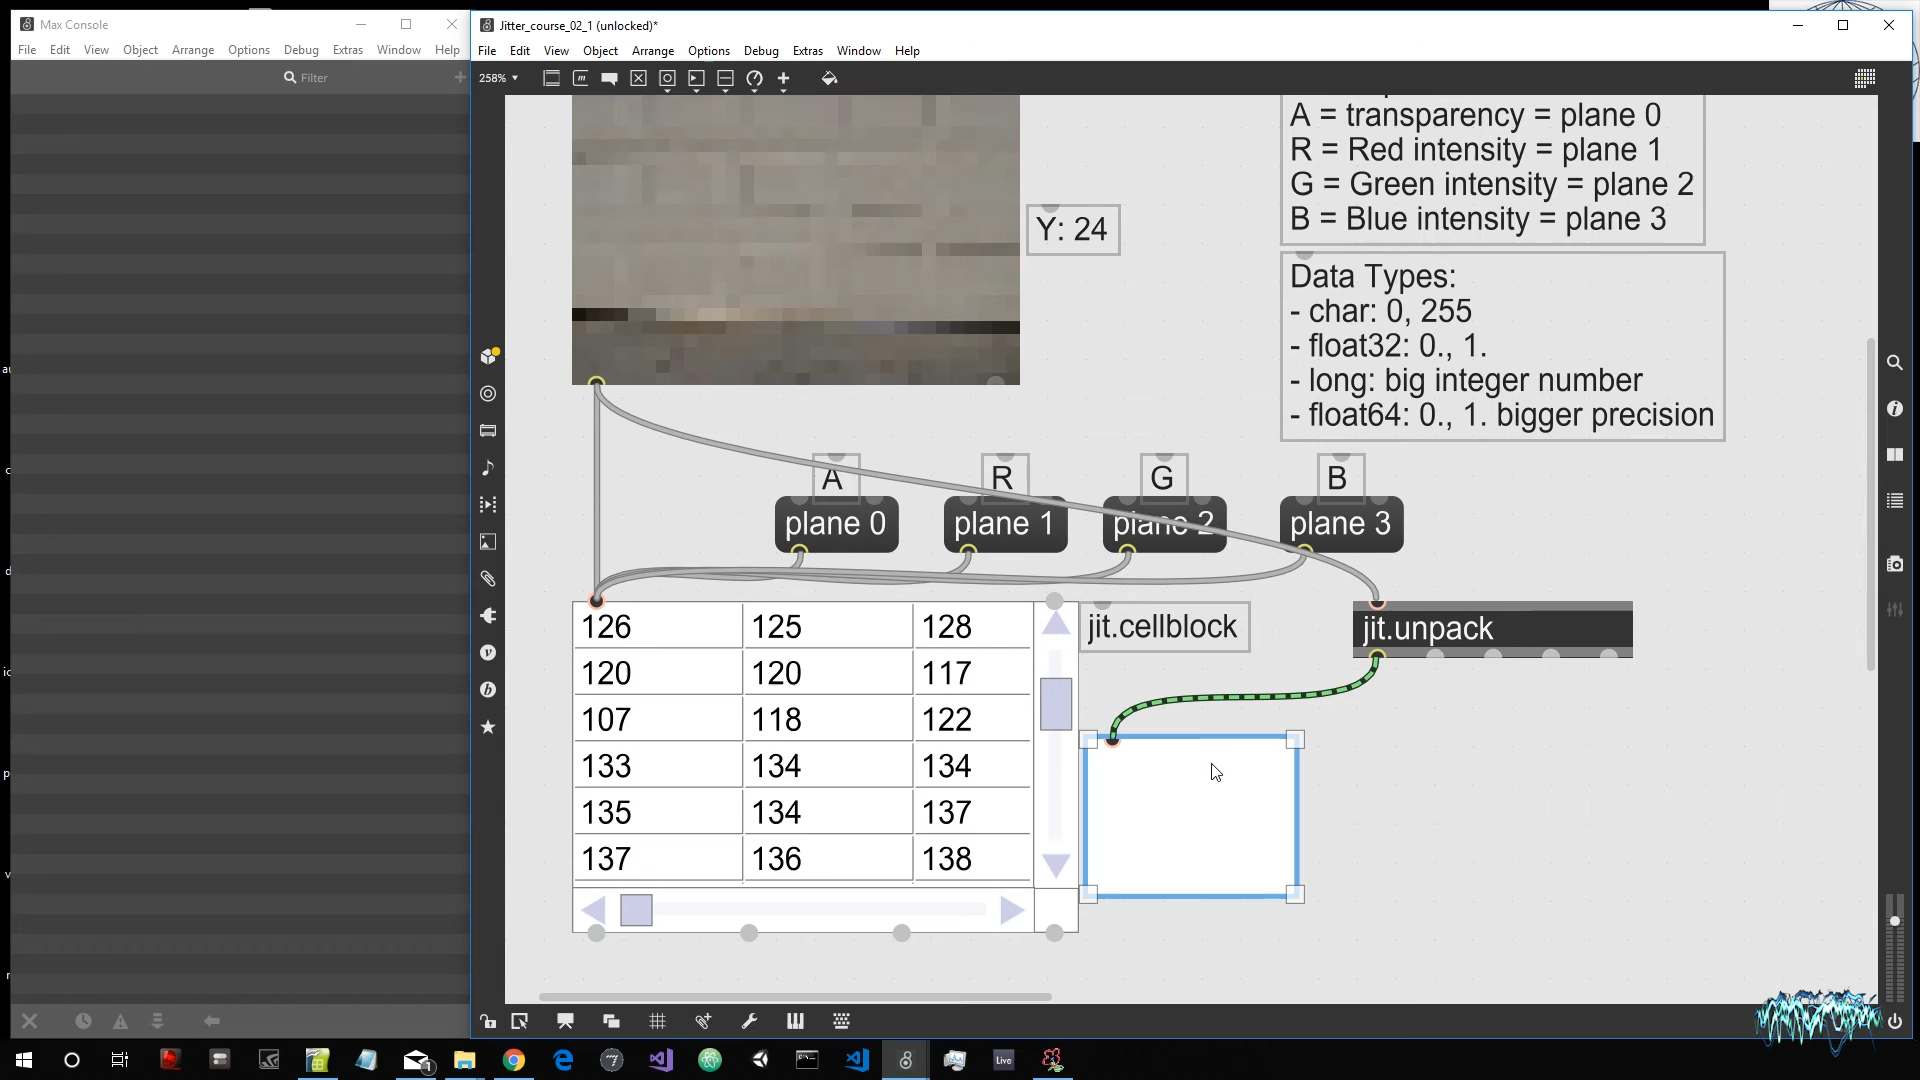 Max Console
File Edit View Object Arrange Options Debug Extras Window Help
Filter
Jitter_course_02_1 (unlocked)*
File Edit View Object Arrange Options Debug Extras Window Help
258%
A = transparency = plane 0
R = Red intensity = plane 1
G = Green intensity = plane 2
B = Blue intensity = plane 3
Y: 24
Data Types:
- char: 0, 255
- float32: 0., 1.
- long: big integer number
- float64: 0., 1. bigger precision
A R G B
plane 0 plane 1 plane 2 plane 3
126 125 128
120 120 117
107 118 122
133 134 134
135 134 137
137 136 138
jit.cellblock
jit.unpack
Live